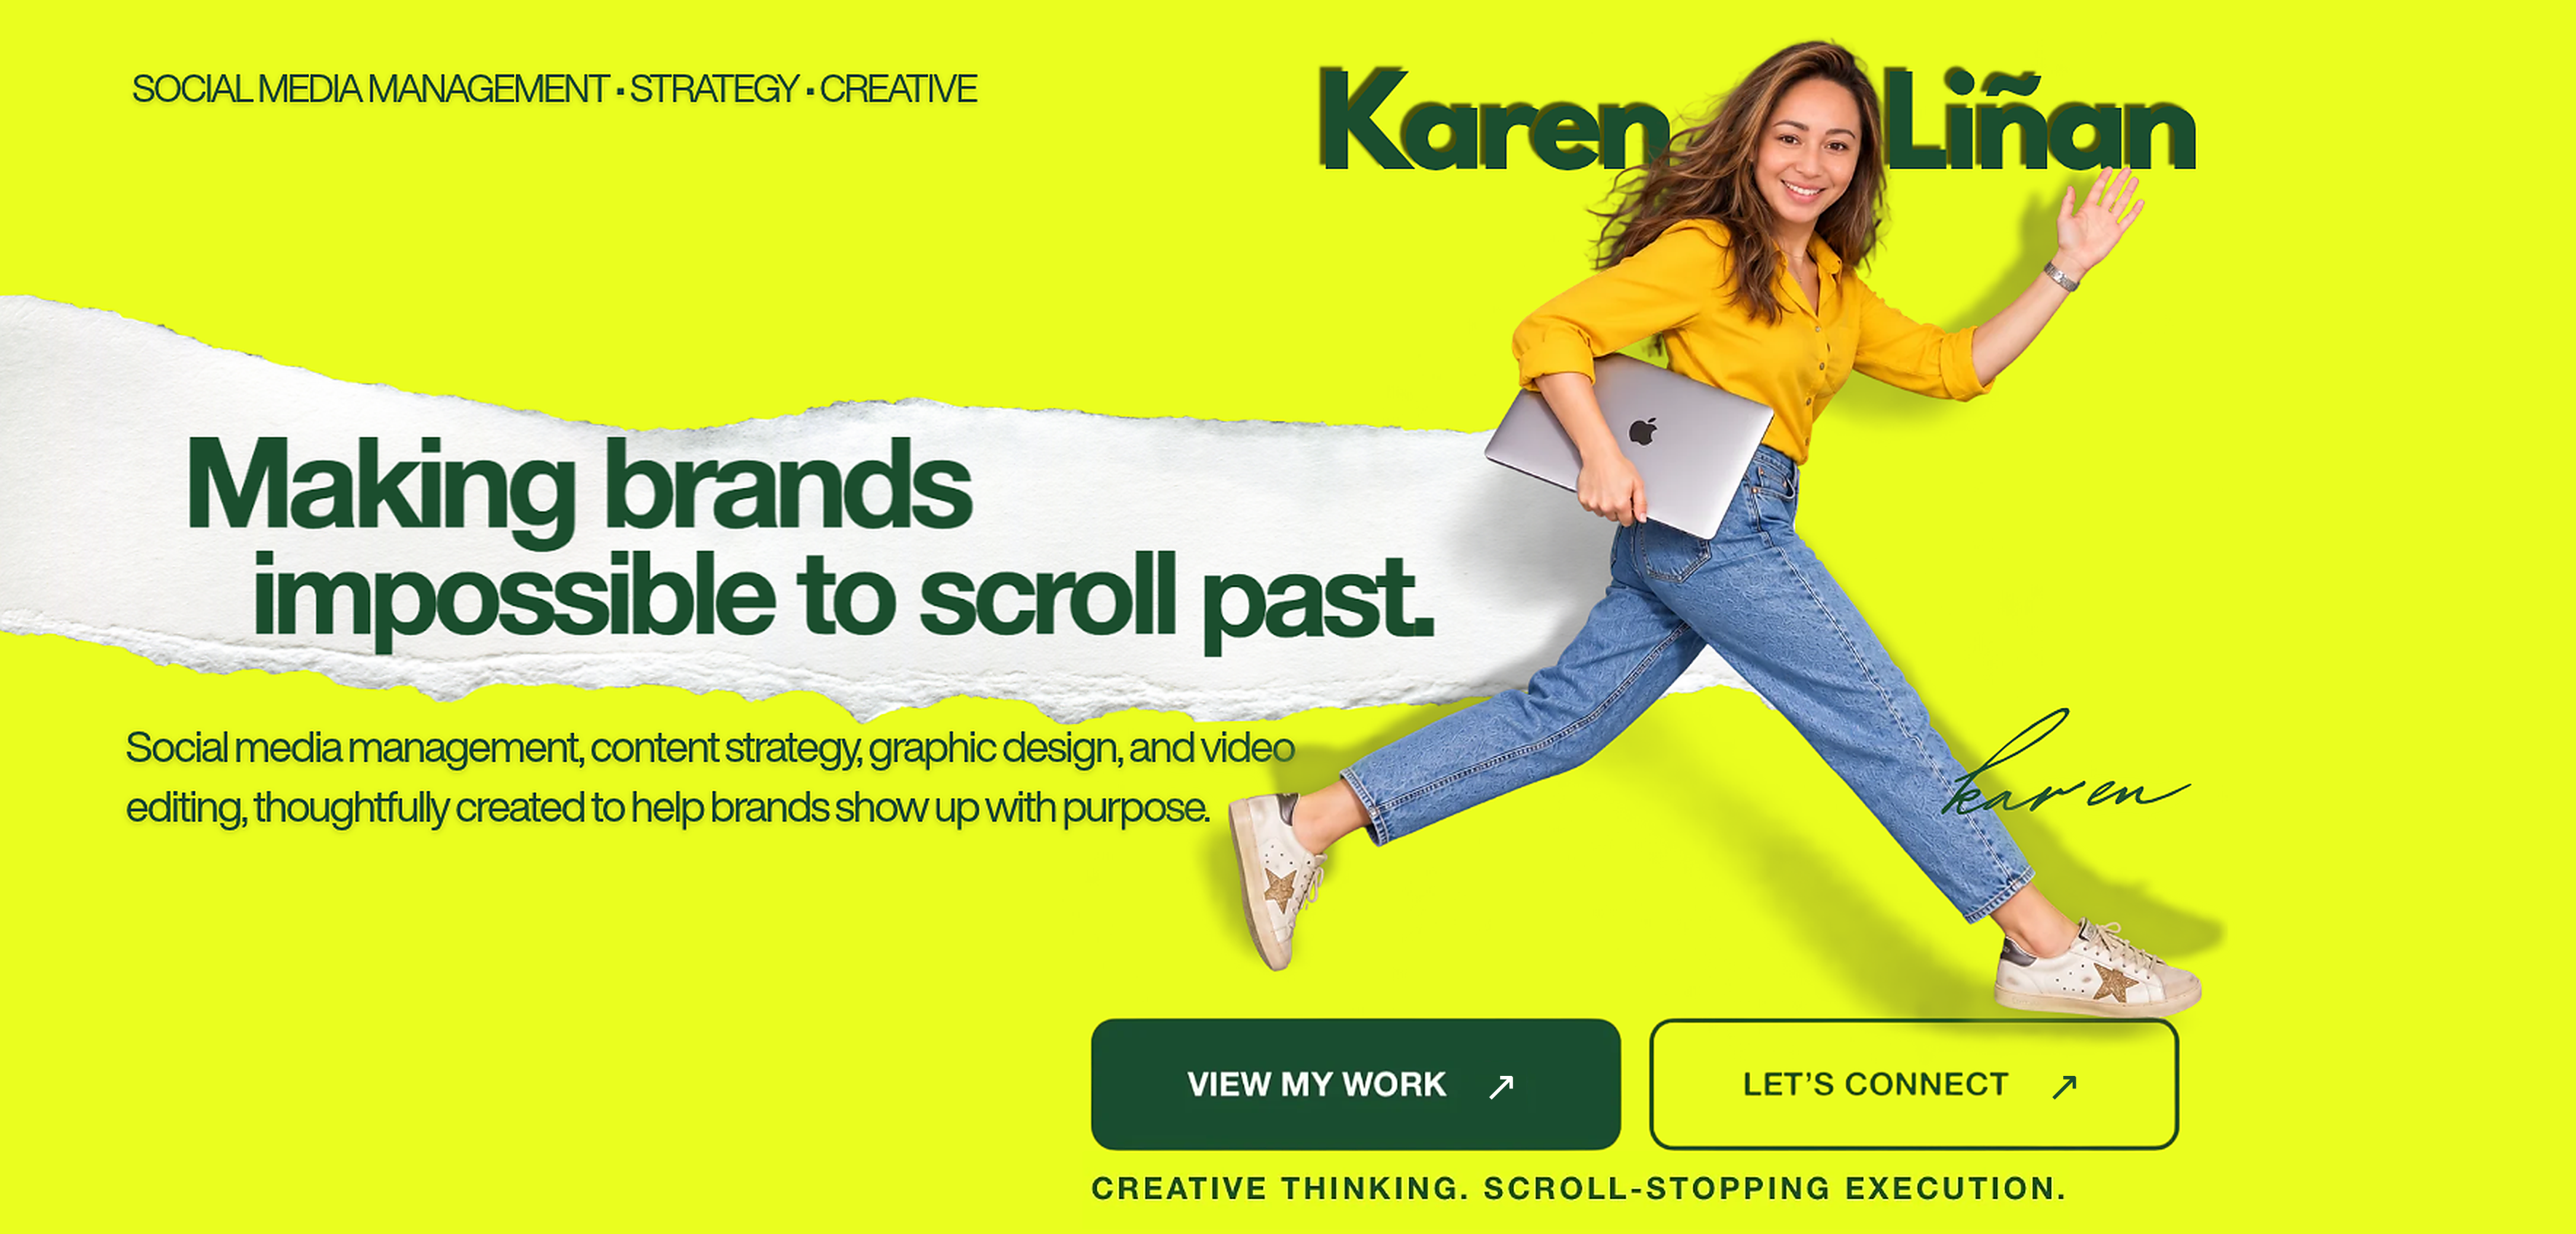 SOCIAL MEDIA MANAGEMENT · STRATEGY · CREATIVE
Karen Liñan
Making brands
impossible to scroll past.
Social media management, content strategy, graphic design, and video
editing, thoughtfully created to help brands show up with purpose.
karen
VIEW MY WORK ↗
LET’S CONNECT ↗
CREATIVE THINKING. SCROLL-STOPPING EXECUTION.